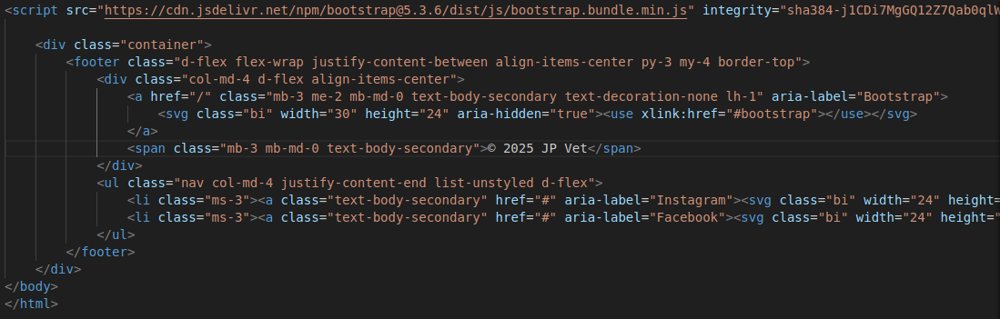 <script src="https://cdn.jsdelivr.net/npm/bootstrap@5.3.6/dist/js/bootstrap.bundle.min.js" integrity="sha384-j1CDi7MgGQ12Z7Qab0qlW
<div class="container">
<footer class="d-flex flex-wrap justify-content-between align-items-center py-3 my-4 border-top">
<div class="col-md-4 d-flex align-items-center">
<a href="/" class="mb-3 me-2 mb-md-0 text-body-secondary text-decoration-none lh-1" aria-label="Bootstrap">
<svg class="bi" width="30" height="24" aria-hidden="true"><use xlink:href="#bootstrap"></use></svg>
</a>
<span class="mb-3 mb-md-0 text-body-secondary">© 2025 JP Vet</span>
</div>
<ul class="nav col-md-4 justify-content-end list-unstyled d-flex">
<li class="ms-3"><a class="text-body-secondary" href="#" aria-label="Instagram"><svg class="bi" width="24" height=
<li class="ms-3"><a class="text-body-secondary" href="#" aria-label="Facebook"><svg class="bi" width="24" height=
</ul>
</footer>
</div>
</body>
</html>